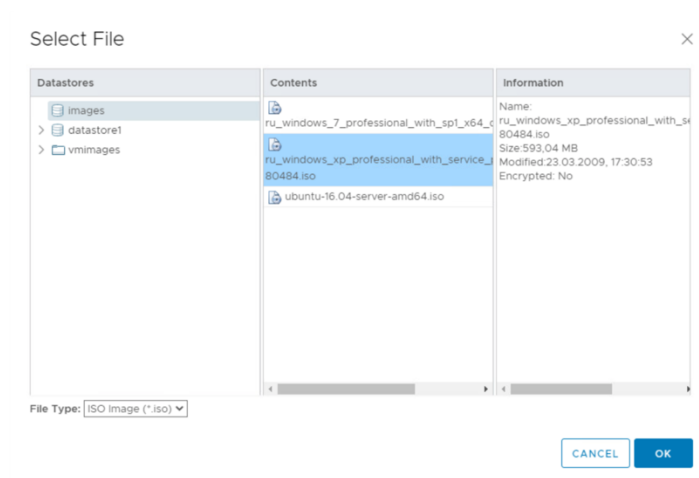 Select File
Datastores
Contents
Information
images
datastore1
vmimages
ru_windows_7_professional_with_sp1_x64_
ru_windows_xp_professional_with_service_
80484.iso
ubuntu-16.04-server-amd64.iso
Name:
ru_windows_xp_professional_with_se
80484.iso
Size:593,04 MB
Modified:23.03.2009, 17:30:53
Encrypted: No
File Type: ISO Image (*.iso)
CANCEL
OK